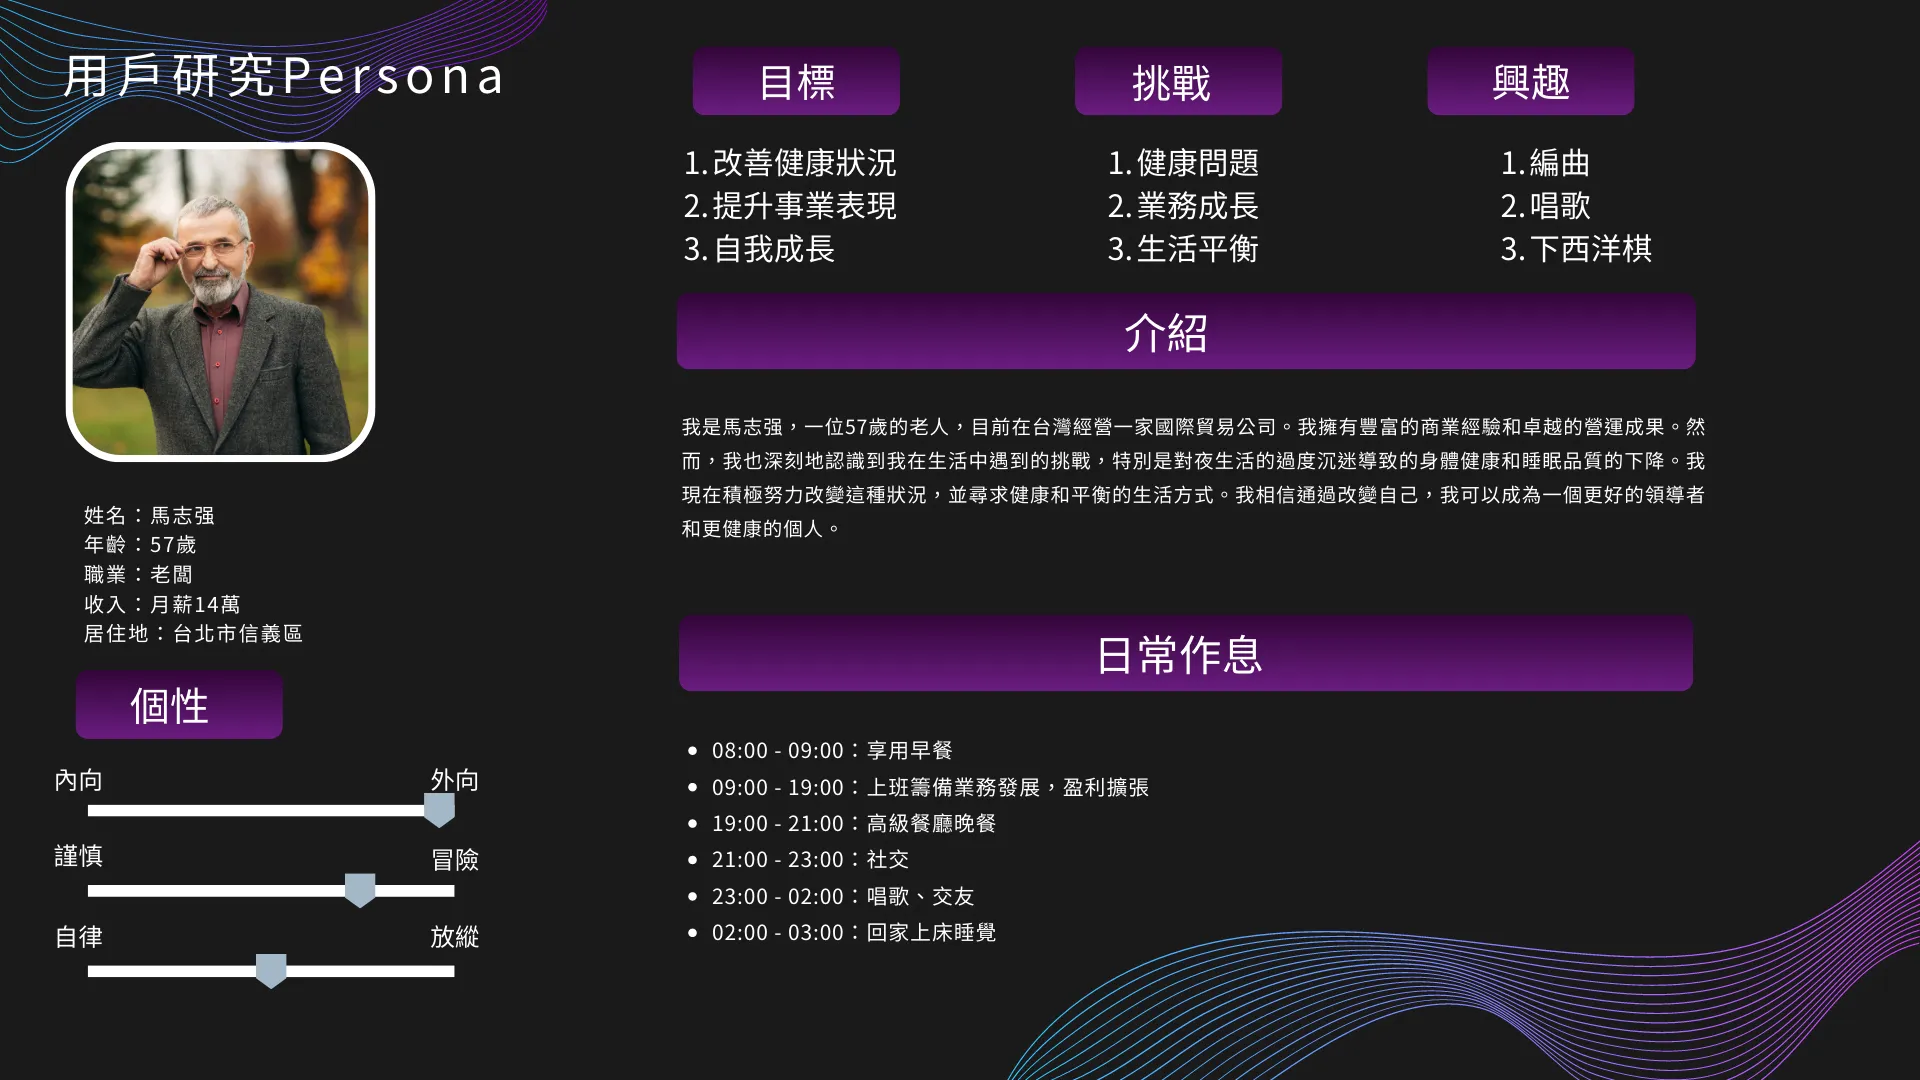 用戶研究Persona
姓名：馬志强
年齡：57歲
職業：老闆
收入：月薪14萬
居住地：台北市信義區
個性
內向 外向
謹慎 冒險
自律 放縱
目標
1. 改善健康狀況
2. 提升事業表現
3. 自我成長
挑戰
1. 健康問題
2. 業務成長
3. 生活平衡
興趣
1. 編曲
2. 唱歌
3. 下西洋棋
介紹
我是馬志强，一位57歲的老人，目前在台灣經營一家國際貿易公司。我擁有豐富的商業經驗和卓越的營運成果。然
而，我也深刻地認識到我在生活中遇到的挑戰，特別是對夜生活的過度沉迷導致的身體健康和睡眠品質的下降。我
現在積極努力改變這種狀況，並尋求健康和平衡的生活方式。我相信通過改變自己，我可以成為一個更好的領導者
和更健康的個人。
日常作息
08:00 - 09:00：享用早餐
09:00 - 19:00：上班籌備業務發展，盈利擴張
19:00 - 21:00：高級餐廳晚餐
21:00 - 23:00：社交
23:00 - 02:00：唱歌、交友
02:00 - 03:00：回家上床睡覺